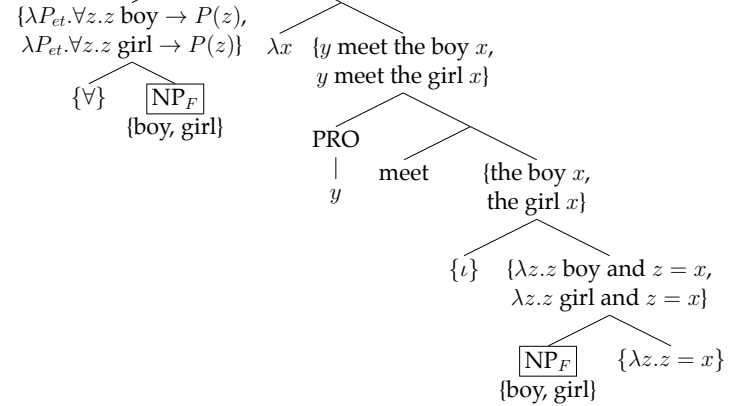 {λP_et.∀z.z boy → P(z),
λP_et.∀z.z girl → P(z)}
λx
{y meet the boy x,
y meet the girl x}
{∀}
NP_F
{boy, girl}
PRO
y
meet
{the boy x,
the girl x}
{ι}
{λz.z boy and z = x,
λz.z girl and z = x}
NP_F
{boy, girl}
{λz.z = x}